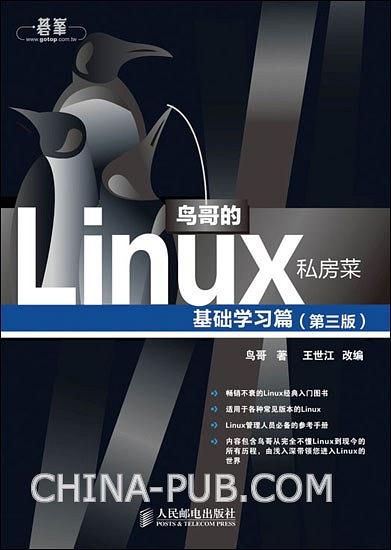 碁峯
www.gotop.com.tw
鸟哥的
Linux
私房菜
基础学习篇（第三版）
鸟哥 著 王世江 改编
畅销不衰的Linux经典入门图书
适用于各种常见版本的Linux
Linux管理人员必备的参考手册
内容包含鸟哥从完全不懂Linux到现今的
所有历程，由浅入深带领您进入Linux的
世界
CHINA-PUB.COM
人民邮电出版社
POSTS & TELECOM PRESS